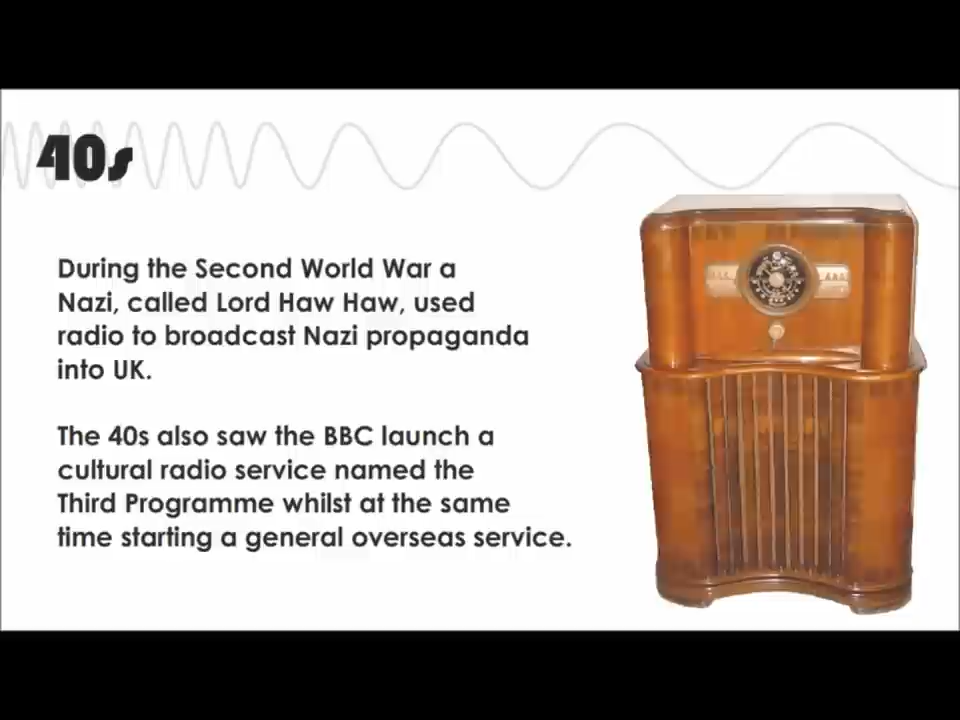 40s
During the Second World War a
Nazi, called Lord Haw Haw, used
radio to broadcast Nazi propaganda
into UK.
The 40s also saw the BBC launch a
cultural radio service named the
Third Programme whilst at the same
time starting a general overseas service.